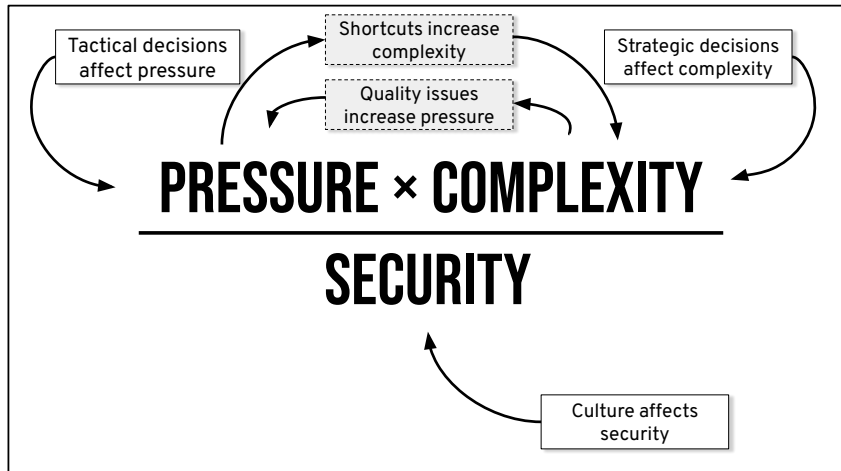 Tactical decisions
affect pressure
Shortcuts increase
complexity
Strategic decisions
affect complexity
Quality issues
increase pressure
PRESSURE × COMPLEXITY
SECURITY
Culture affects
security